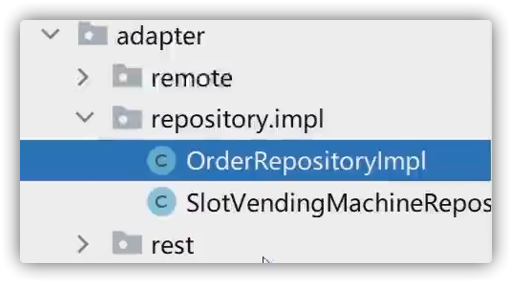 adapter
remote
repository.impl
C OrderRepositoryImpl
C SlotVendingMachineRepos
rest